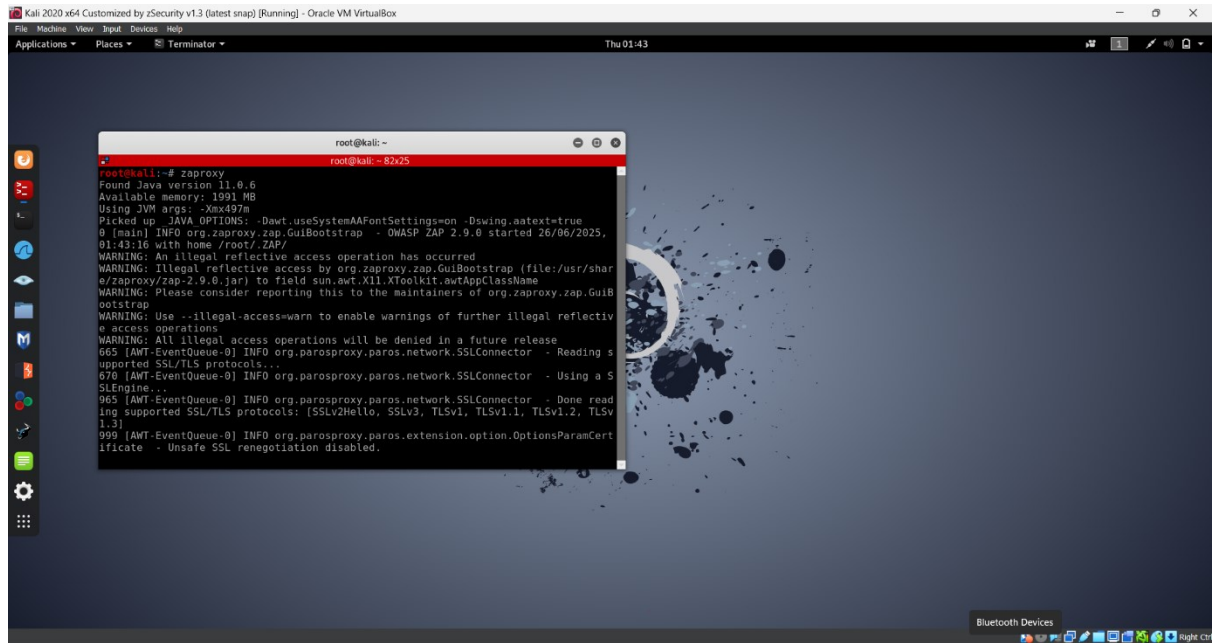 Kali 2020 x64 Customized by zSecurity v1.3 (latest snap) [Running] - Oracle VM VirtualBox
File Machine View Input Devices Help
Applications Places Terminator Thu 01:43 1
root@kali: ~
root@kali: ~ 82x25
root@kali:~# zaproxy
Found Java version 11.0.6
Available memory: 1991 MB
Using JVM args: -Xmx497m
Picked up _JAVA_OPTIONS: -Dawt.useSystemAAFontSettings=on -Dswing.aatext=true
0 [main] INFO org.zaproxy.zap.GuiBootstrap  - OWASP ZAP 2.9.0 started 26/06/2025,
01:43:16 with home /root/.ZAP/
WARNING: An illegal reflective access operation has occurred
WARNING: Illegal reflective access by org.zaproxy.zap.GuiBootstrap (file:/usr/shar
e/zaproxy/zap-2.9.0.jar) to field sun.awt.X11.XToolkit.awtAppClassName
WARNING: Please consider reporting this to the maintainers of org.zaproxy.zap.GuiB
ootstrap
WARNING: Use --illegal-access=warn to enable warnings of further illegal reflectiv
e access operations
WARNING: All illegal access operations will be denied in a future release
665 [AWT-EventQueue-0] INFO org.parosproxy.paros.network.SSLConnector  - Reading s
upported SSL/TLS protocols...
670 [AWT-EventQueue-0] INFO org.parosproxy.paros.network.SSLConnector  - Using a S
SLEngine...
965 [AWT-EventQueue-0] INFO org.parosproxy.paros.network.SSLConnector  - Done read
ing supported SSL/TLS protocols: [SSLv2Hello, SSLv3, TLSv1, TLSv1.1, TLSv1.2, TLSv
1.3]
999 [AWT-EventQueue-0] INFO org.parosproxy.paros.extension.option.OptionsParamCert
ificate  - Unsafe SSL renegotiation disabled.
Bluetooth Devices
Right Ctrl